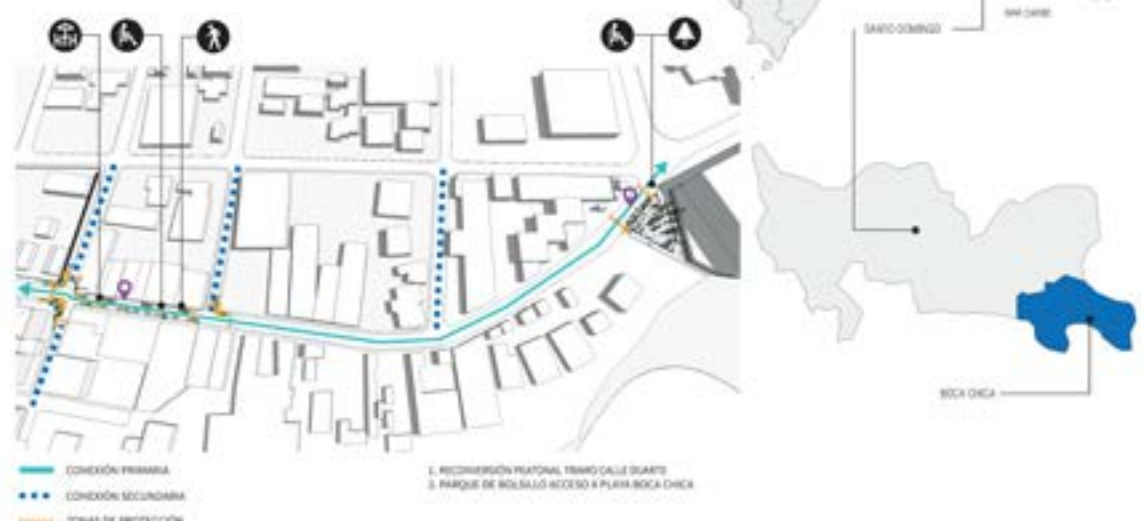 SANTO DOMINGO
MAR CARIBE
BOCA CHICA
CONEXIÓN PRIMARIA
CONEXIÓN SECUNDARIA
ZONAS DE PROTECCIÓN
1. RECONVERSIÓN PEATONAL TRAMO CALLE DUARTE
2. PARQUE DE BOLSILLO ACCESO A PLAYA BOCA CHICA